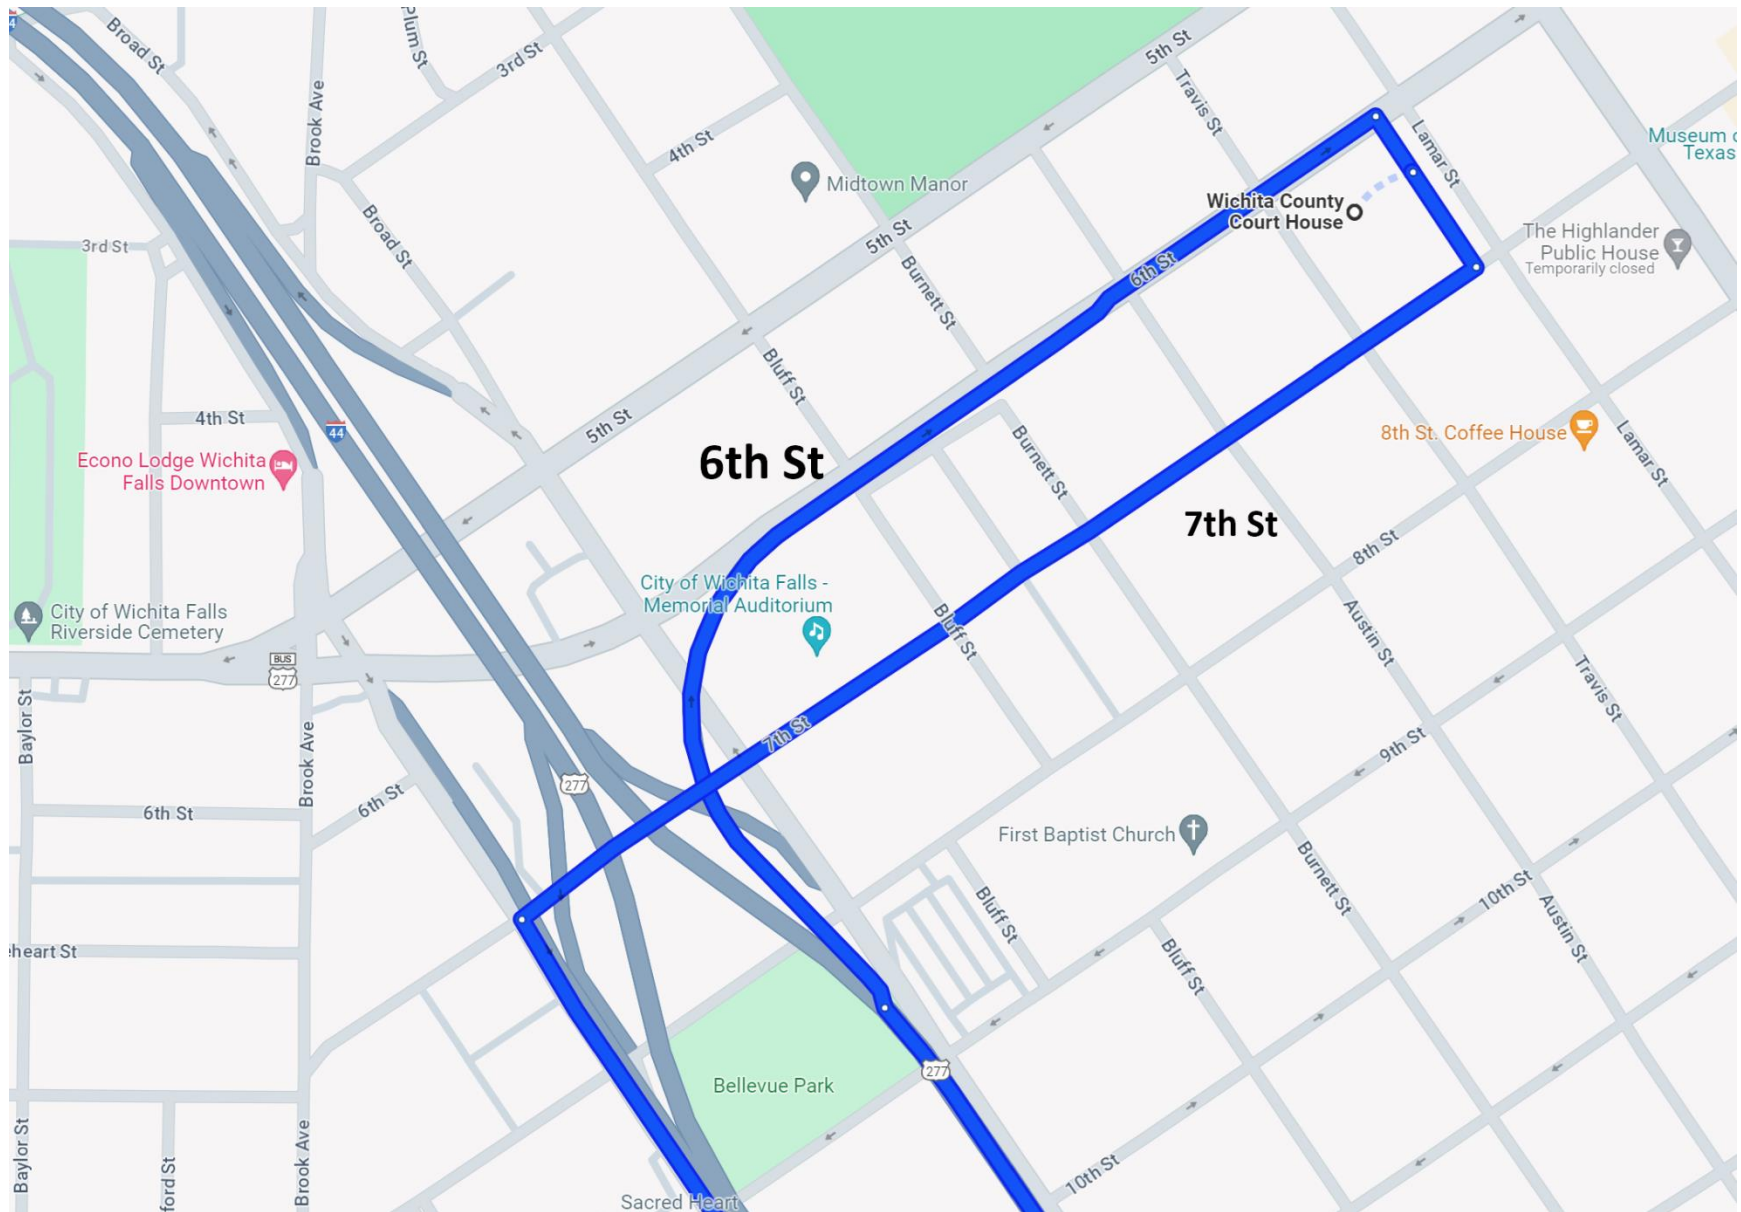 4
Broad St
Plum St
3rd St
5th St
Brook Ave
4th St
Travis St
Lamar St
Museum o
Texas
Midtown Manor
Broad St
3rd St
5th St
Burnett St
Wichita County
Court House
6th St
The Highlander
Public House
Temporarily closed
Bluff St
4th St
44
5th St
Econo Lodge Wichita
Falls Downtown
6th St
Burnett St
8th St. Coffee House
Lamar St
7th St
8th St
City of Wichita Falls -
Memorial Auditorium
City of Wichita Falls
Riverside Cemetery
Bluff St
Austin St
BUS
277
Travis St
Baylor St
Brook Ave
7th St
9th St
277
6th St
6th St
First Baptist Church
Burnett St
10th St
Bluff St
Austin St
heart St
Bluff St
277
Bellevue Park
Baylor St
ford St
Brook Ave
10th St
Sacred Heart